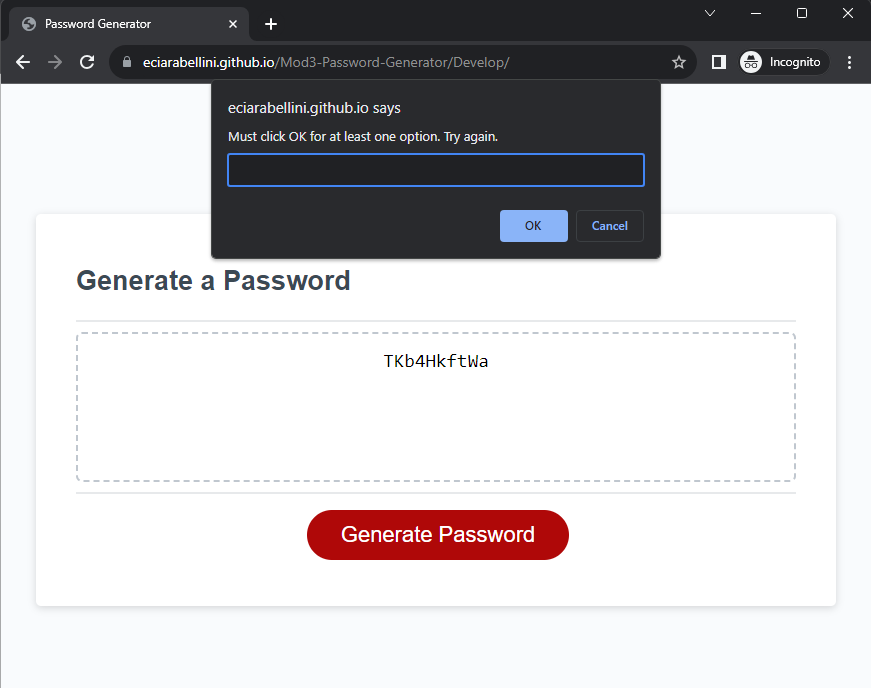 Password Generator
eciarabellini.github.io/Mod3-Password-Generator/Develop/
Incognito
eciarabellini.github.io says
Must click OK for at least one option. Try again.
OK
Cancel
Generate a Password
TKb4HkftWa
Generate Password